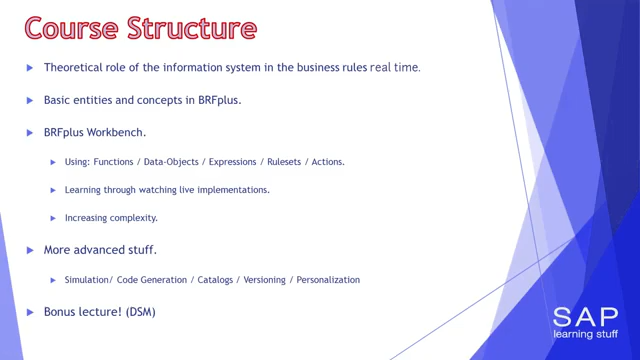 Course Structure
Theoretical role of the information system in the business rules real time.
Basic entities and concepts in BRFplus.
BRFplus Workbench.
Using: Functions / Data-Objects / Expressions / Rulesets / Actions.
Learning through watching live implementations.
Increasing complexity.
More advanced stuff.
Simulation/ Code Generation / Catalogs / Versioning / Personalization
Bonus lecture! (DSM)
SAP
learning stuff